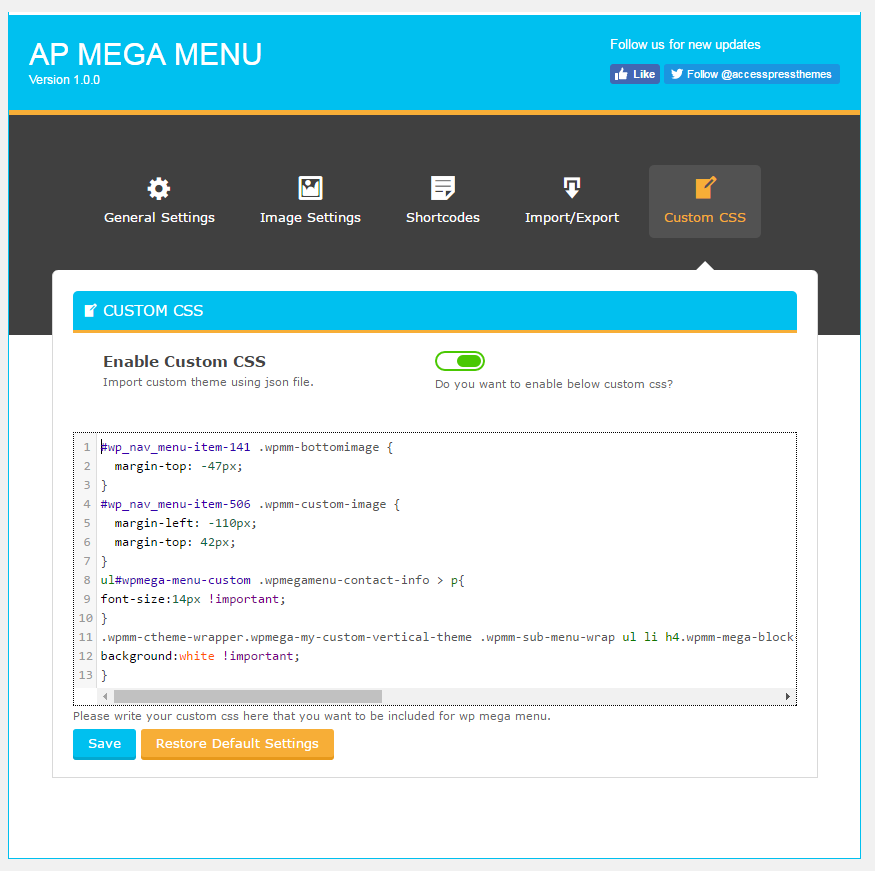 AP MEGA MENU
Version 1.0.0
Follow us for new updates
Like
Follow @accesspressthemes
General Settings
Image Settings
Shortcodes
Import/Export
Custom CSS
CUSTOM CSS
Enable Custom CSS
Import custom theme using json file.
Do you want to enable below custom css?
1 #wp_nav_menu-item-141 .wpmm-bottomimage {
2 margin-top: -47px;
3 }
4 #wp_nav_menu-item-506 .wpmm-custom-image {
5 margin-left: -110px;
6 margin-top: 42px;
7 }
8 ul#wpmega-menu-custom .wpmegamenu-contact-info > p{
9 font-size:14px !important;
10 }
11 .wpmm-ctheme-wrapper.wpmega-my-custom-vertical-theme .wpmm-sub-menu-wrap ul li h4.wpmm-mega-block
12 background:white !important;
13 }
Please write your custom css here that you want to be included for wp mega menu.
Save
Restore Default Settings